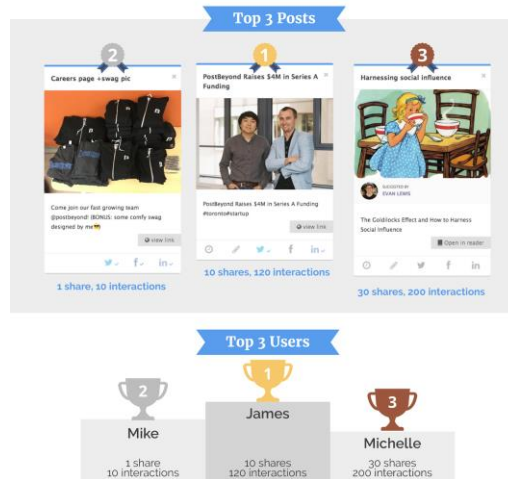 Top 3 Posts
2
Careers page +swag pic
Come join our fast growing team
@postbeyond! (BONUS: some comfy swag
designed by me
view link
1 share, 10 interactions
1
PostBeyond Raises $4M in Series A
Funding
PostBeyond Raises $4M in Series A Funding
#toronto#startup
view link
10 shares, 120 interactions
3
Harnessing social influence
SUGGESTED BY
EVAN LEWIS
The Goldilocks Effect and How to Harness
Social Influence
Open in reader
30 shares, 200 interactions
Top 3 Users
2
Mike
1 share
10 interactions
1
James
10 shares
120 interactions
3
Michelle
30 shares
200 interactions